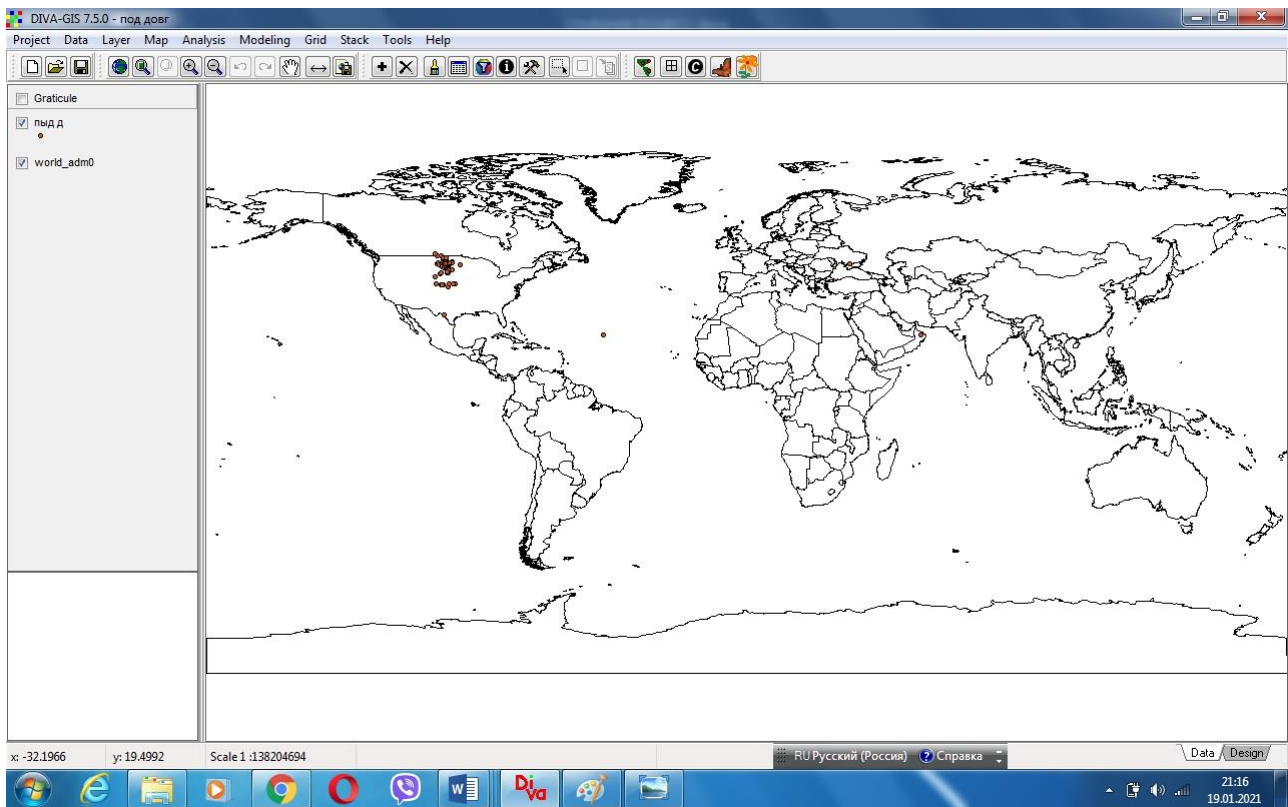 DIVA-GIS 7.5.0 - под довг
Project Data Layer Map Analysis Modeling Grid Stack Tools Help
Graticule
пыд д
world_adm0
x: -32.1966 y: 19.4992 Scale 1 :138204694
RU Русский (Россия) Справка
Data Design
Diva
21:16
19.01.2021